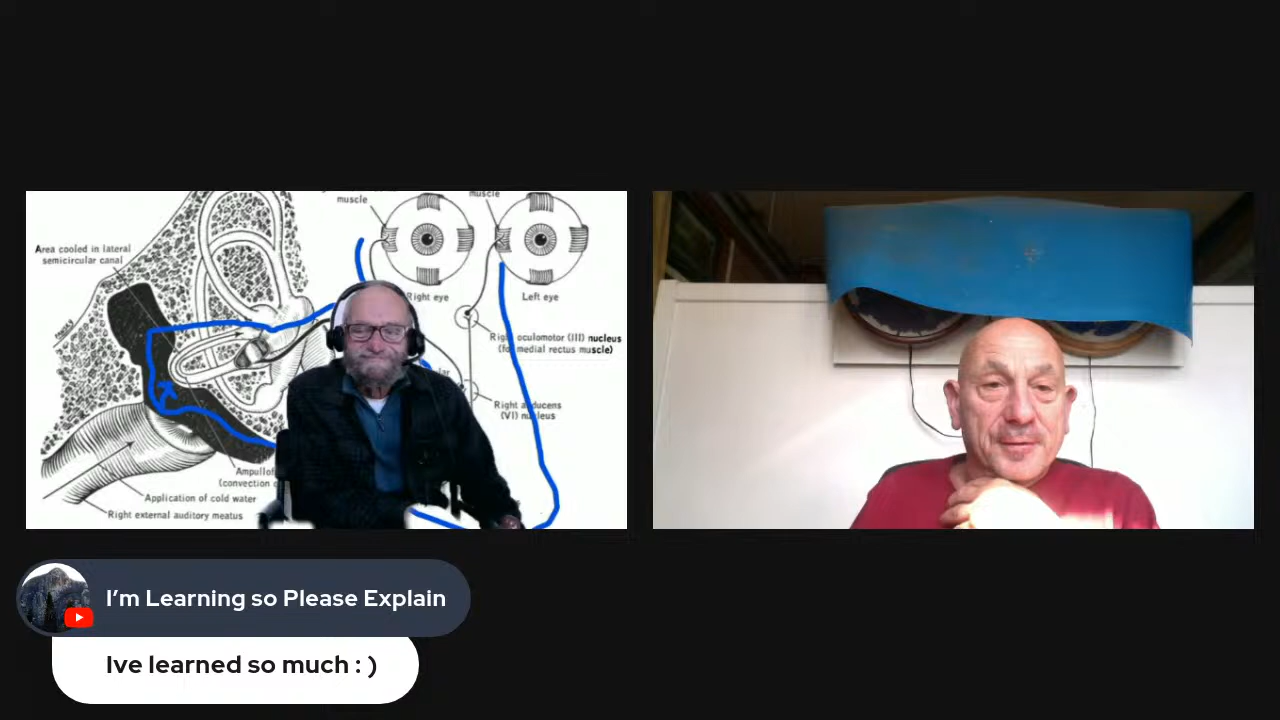 muscle
muscle
Area cooled in lateral
semicircular canal
Right eye
Left eye
Right oculomotor (III) nucleus
(for medial rectus muscle)
Right abducens
(VI) nucleus
(convection
Application of cold water
Right external auditory meatus
I'm Learning so Please Explain
Ive learned so much : )